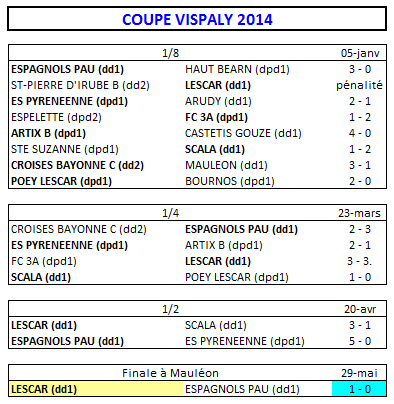 COUPE VISPALY 2014
1/8 05-janv
ESPAGNOLS PAU (dd1) HAUT BEARN (dpd1) 3 - 0
ST-PIERRE D'IRUBE B (dd2) LESCAR (dd1) pénalité
ES PYRENEENNE (dpd1) ARUDY (dd1) 2 - 1
ESPELETTE (dpd2) FC 3A (dpd1) 1 - 2
ARTIX B (dpd1) CASTETIS GOUZE (dd1) 4 - 0
STE SUZANNE (dpd1) SCALA (dd1) 1 - 2
CROISES BAYONNE C (dd2) MAULEON (dd1) 3 - 1
POEY LESCAR (dpd1) BOURNOS (dpd1) 2 - 0
1/4 23-mars
CROISES BAYONNE C (dd2) ESPAGNOLS PAU (dd1) 2 - 3
ES PYRENEENNE (dpd1) ARTIX B (dpd1) 2 - 1
FC 3A (dpd1) LESCAR (dd1) 3 - 3.
SCALA (dd1) POEY LESCAR (dpd1) 1 - 0
1/2 20-avr
LESCAR (dd1) SCALA (dd1) 3 - 1
ESPAGNOLS PAU (dd1) ES PYRENEENNE (dpd1) 5 - 0
Finale à Mauléon 29-mai
LESCAR (dd1) ESPAGNOLS PAU (dd1) 1 - 0